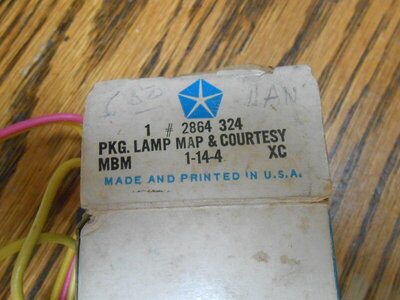 1 # 2864 324
PKG. LAMP MAP & COURTESY
MBM 1-14-4 XC
MADE AND PRINTED IN U.S.A.